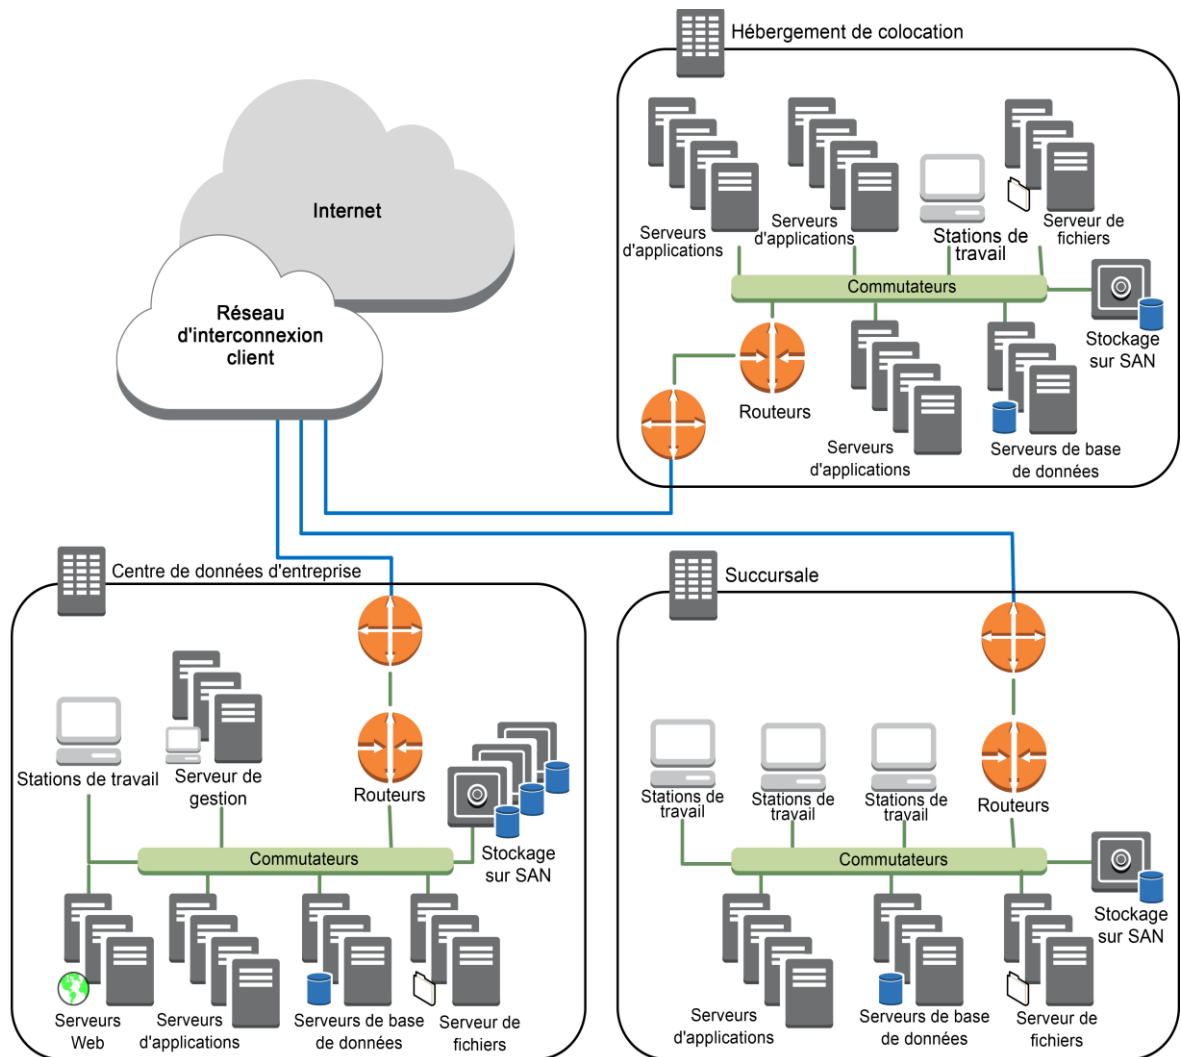 Hébergement de colocation
Internet
Réseau
d'interconnexion
client
Serveurs
d'applications
Serveurs
d'applications
Stations de
travail
Serveur de
fichiers
Commutateurs
Stockage
sur SAN
Routeurs
Serveurs
d'applications
Serveurs de base
de données
Centre de données d'entreprise
Stations de travail
Serveur de
gestion
Routeurs
Commutateurs
Stockage
sur SAN
Serveurs
Web
Serveurs
d'applications
Serveurs de base
de données
Serveur de
fichiers
Succursale
Stations de
travail
Stations de
travail
Stations de
travail
Routeurs
Commutateurs
Stockage
sur SAN
Serveurs
d'applications
Serveurs de base
de données
Serveur de
fichiers